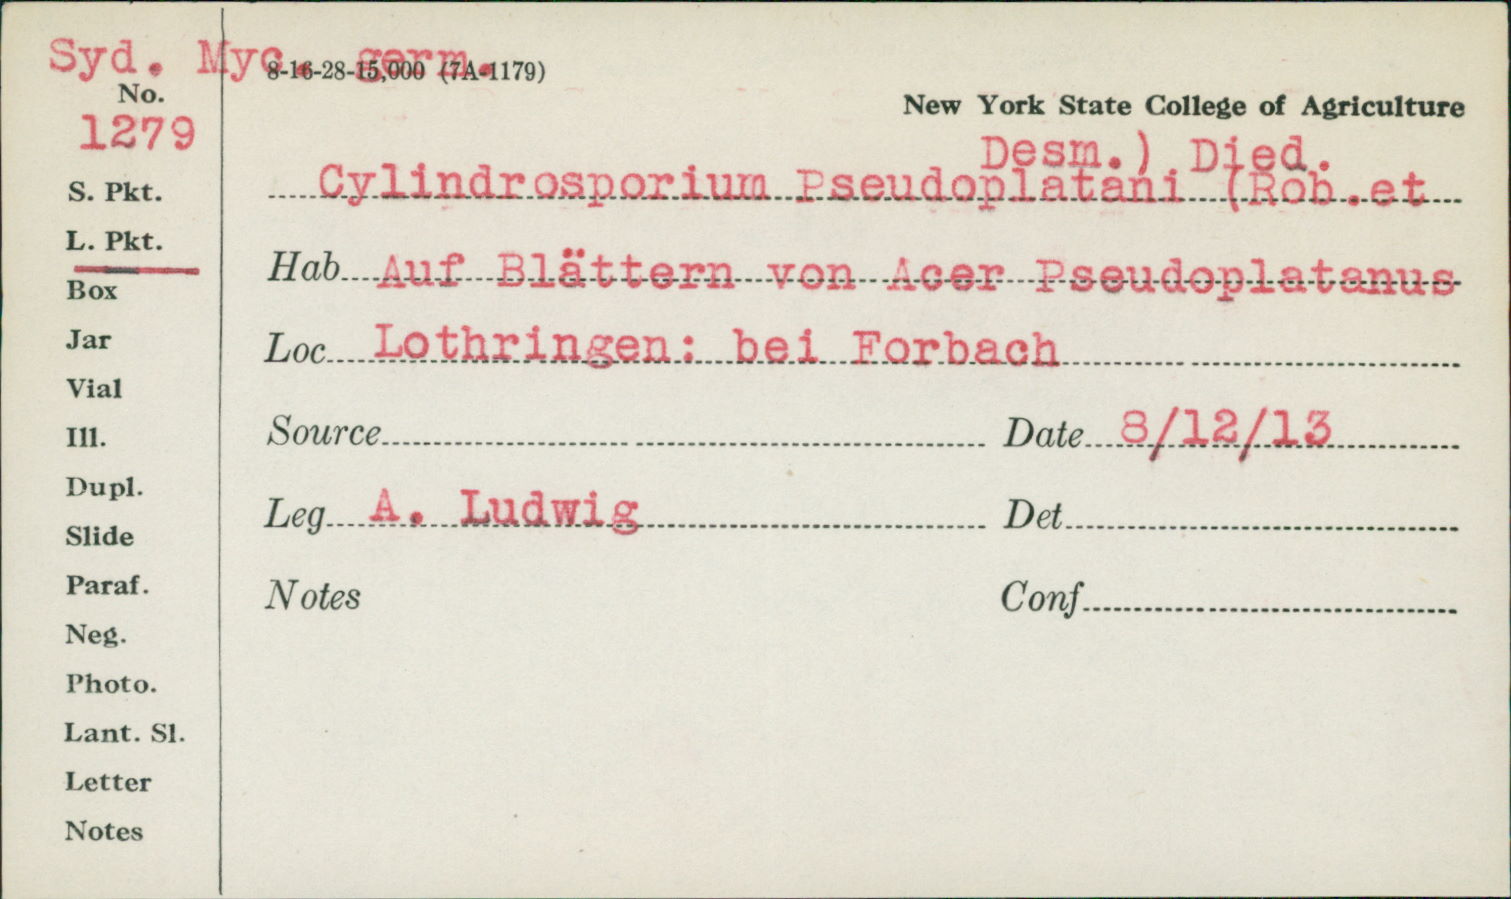 Syd. Myc. germ.
8-16-28-15,000 (7A-1179)
No.
1279
New York State College of Agriculture
Desm.) Died.
Cylindrosporium Pseudoplatani (Rob.et
S. Pkt.
L. Pkt.
Hab Auf Blättern von Acer Pseudoplatanus
Box
Jar
Loc Lothringen: bei Forbach
Vial
Ill.
Source Date 8/12/13
Dupl.
Slide
Leg A. Ludwig Det
Paraf.
Notes Conf
Neg.
Photo.
Lant. Sl.
Letter
Notes